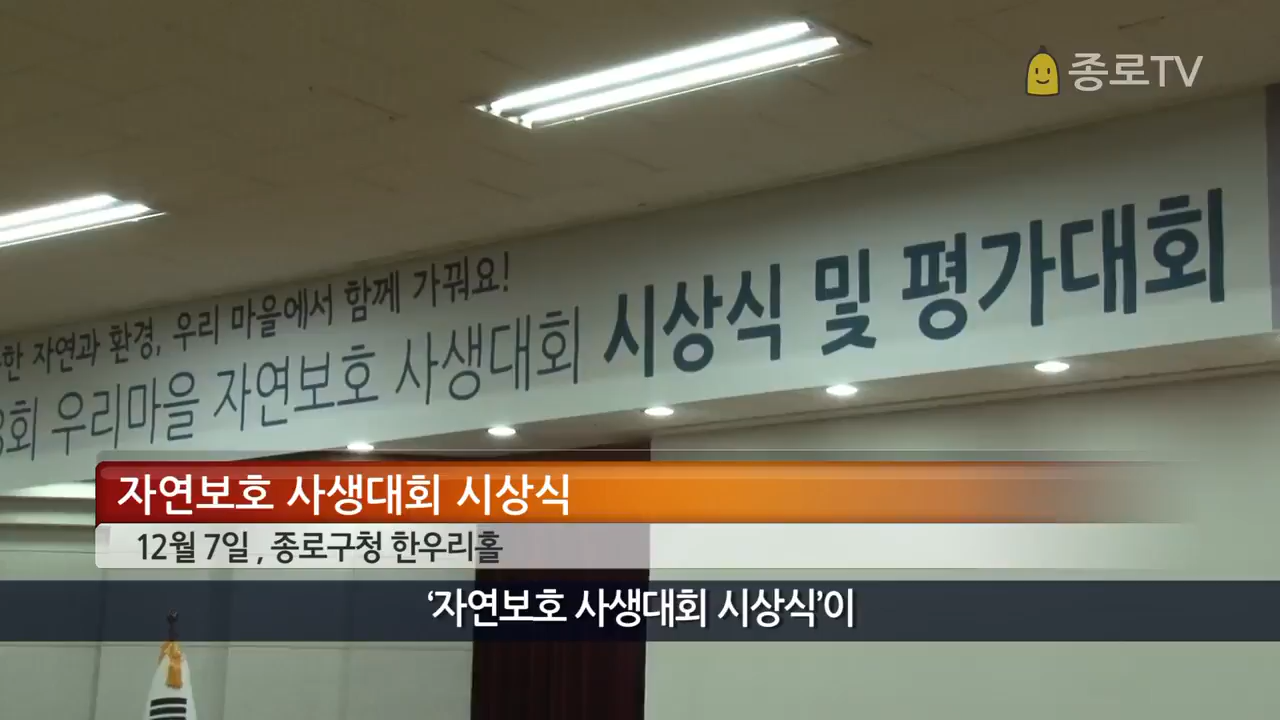 종로TV
자연과 환경, 우리 마을에서 함께 가꿔요!
우리마을 자연보호 사생대회 시상식 및 평가대회
자연보호 사생대회 시상식
12월 7일 , 종로구청 한우리홀
‘자연보호 사생대회 시상식’이